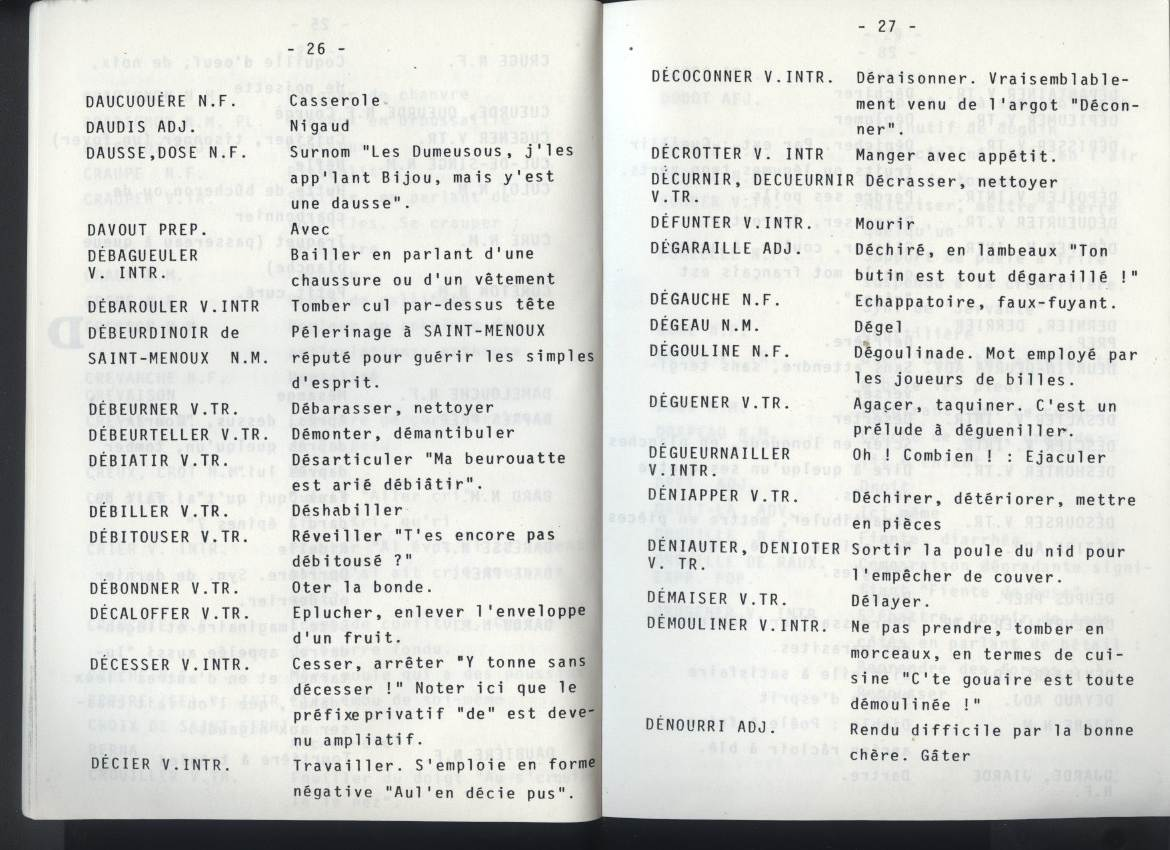 - 26 -
DAUCUOUÈRE N.F. Casserole
DAUDIS ADJ. Nigaud
DAUSSE,DOSE N.F. Surnom "Les Dumeusous, j'les
app'lant Bijou, mais y'est
une dausse".
DAVOUT PREP. Avec
DÉBAGUEULER Bailler en parlant d'une
V. INTR. chaussure ou d'un vêtement
DÉBAROULER V.INTR Tomber cul par-dessus tête
DÉBEURDINOIR de Pélerinage à SAINT-MENOUX
SAINT-MENOUX N.M. réputé pour guérir les simples
d'esprit.
DÉBEURNER V.TR. Débarasser, nettoyer
DÉBEURTELLER V.TR. Démonter, démantibuler
DÉBIATIR V.TR. Désarticuler "Ma beurouatte
est arié débiâtir".
DÉBILLER V.TR. Déshabiller
DÉBITOUSER V.TR. Réveiller "T'es encore pas
débitousé ?"
DÉBONDNER V.TR. Oter la bonde.
DÉCALOFFER V.TR. Eplucher, enlever l'enveloppe
d'un fruit.
DÉCESSER V.INTR. Cesser, arrêter "Y tonne sans
décesser !" Noter ici que le
préfixe privatif "de" est deve-
nu ampliatif.
DÉCIER V.INTR. Travailler. S'emploie en forme
négative "Aul'en décie pus".
- 27 -
DÉCOCONNER V.INTR. Déraisonner. Vraisemblable-
ment venu de l'argot "Décon-
ner".
DÉCROTTER V. INTR Manger avec appétit.
DÉCURNIR, DECUEURNIR Décrasser, nettoyer
V.TR.
DÉFUNTER V.INTR. Mourir
DÉGARAILLE ADJ. Déchiré, en lambeaux "Ton
butin est tout dégaraillé !"
DÉGAUCHE N.F. Echappatoire, faux-fuyant.
DÉGEAU N.M. Dégel
DÉGOULINE N.F. Dégoulinade. Mot employé par
les joueurs de billes.
DÉGUENER V.TR. Agacer, taquiner. C'est un
prélude à dégueniller.
DÉGUEURNAILLER Oh ! Combien ! : Ejaculer
V.INTR.
DÉNIAPPER V.TR. Déchirer, détériorer, mettre
en pièces
DÉNIAUTER, DENIOTER Sortir la poule du nid pour
V. TR. l'empêcher de couver.
DÉMAISER V.TR. Délayer.
DÉMOULINER V.INTR. Ne pas prendre, tomber en
morceaux, en termes de cui-
sine "C'te gouaire est toute
démoulinée !"
DÉNOURRI ADJ. Rendu difficile par la bonne
chère. Gâter